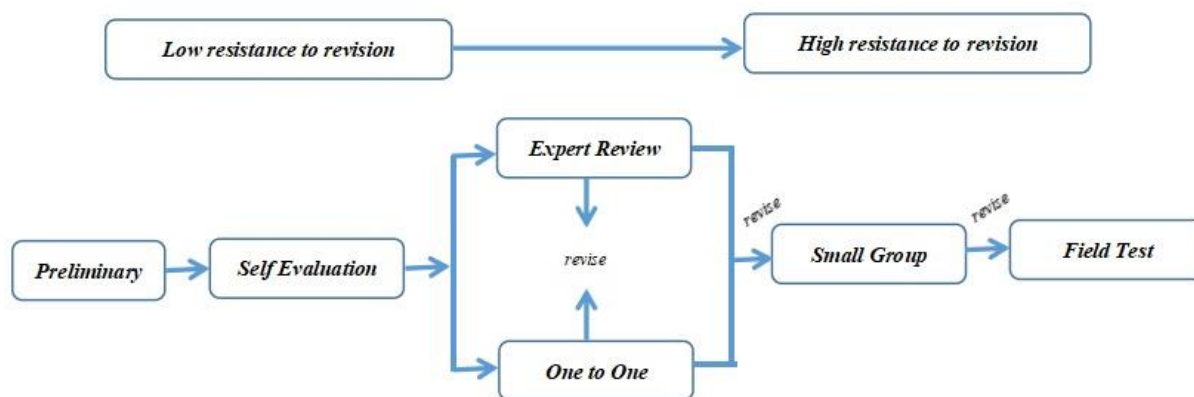 Low resistance to revision
High resistance to revision
Expert Review
revise
revise
Preliminary
Self Evaluation
revise
Small Group
Field Test
One to One